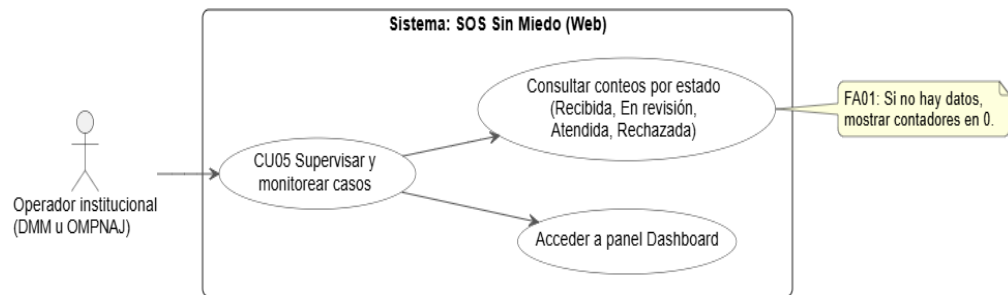 Sistema: SOS Sin Miedo (Web)
Consultar conteos por estado
(Recibida, En revisión,
Atendida, Rechazada)
FA01: Si no hay datos,
mostrar contadores en 0.
CU05 Supervisar y
monitorear casos
Operador institucional
(DMM u OMPNAJ)
Acceder a panel Dashboard